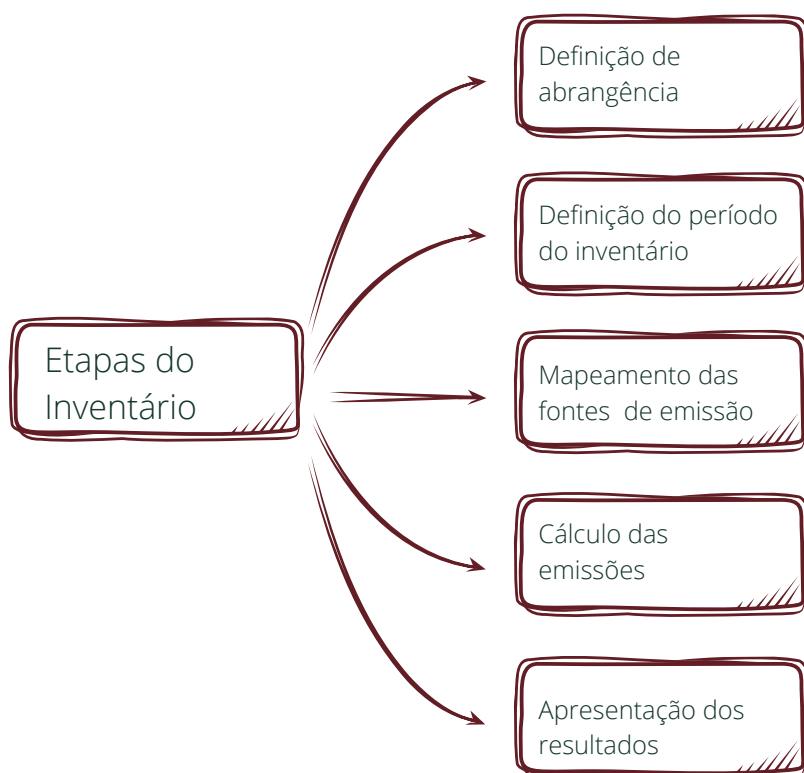 Etapas do
Inventário
Definição de
abrangência
Definição do período
do inventário
Mapeamento das
fontes de emissão
Cálculo das
emissões
Apresentação dos
resultados